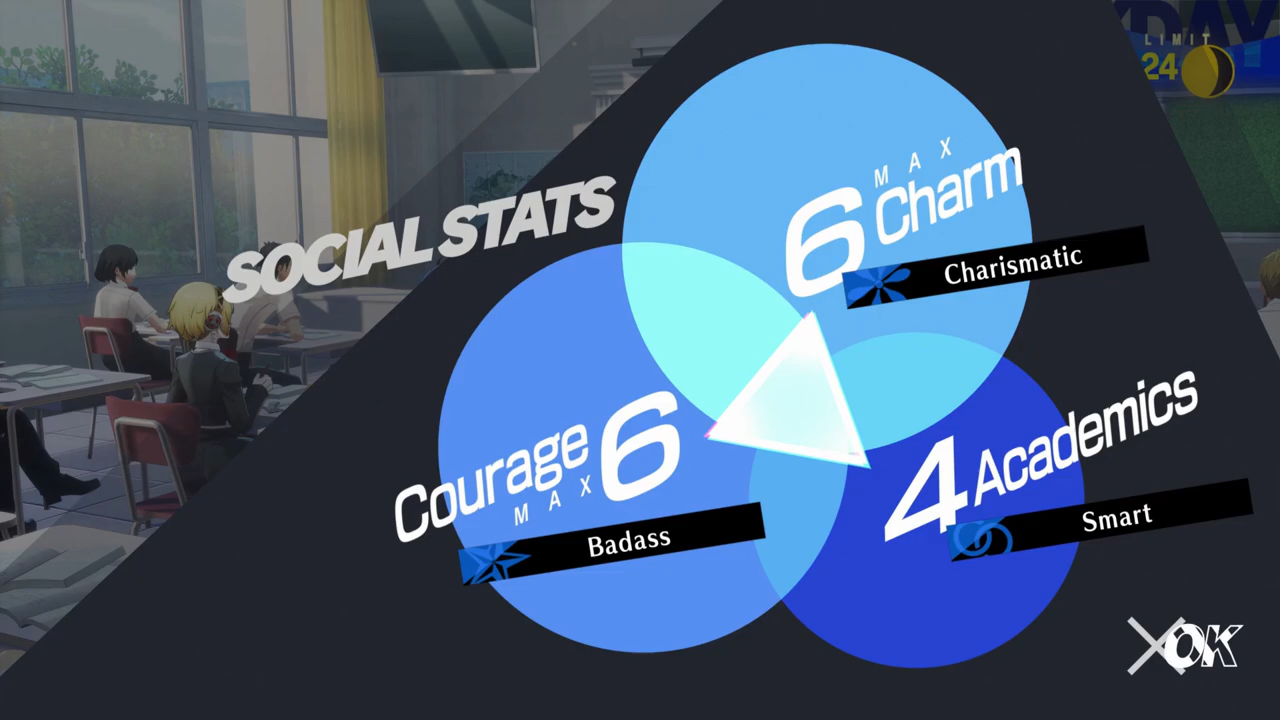 LIMIT
24
SOCIAL STATS
MAX
6 Charm
Charismatic
Courage 6
MAX
Badass
4 Academics
Smart
OK